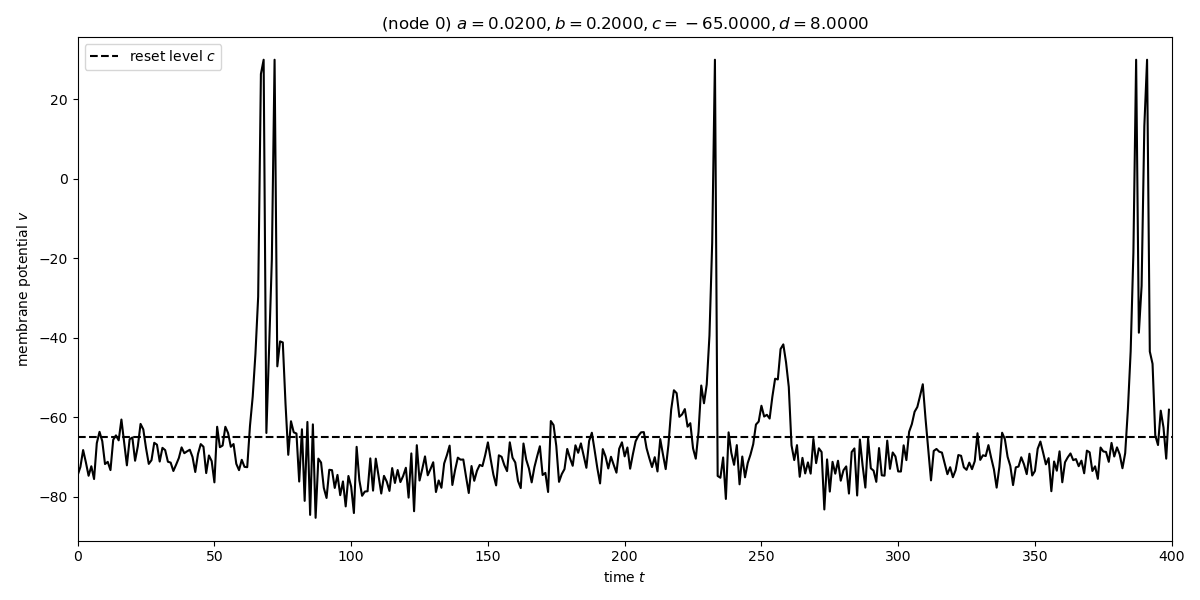 (node 0) a = 0.0200, b = 0.2000, c = −65.0000, d = 8.0000
reset level c
membrane potential v
20
0
−20
−40
−60
−80
0 50 100 150 200 250 300 350 400
time t